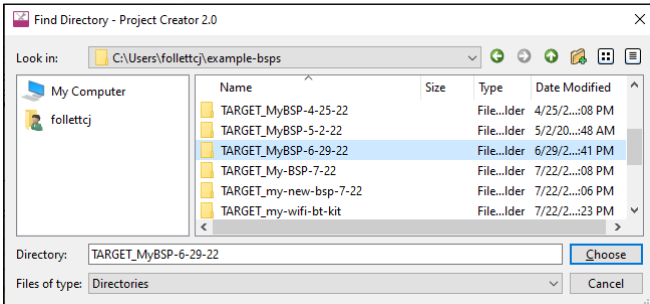 Find Directory - Project Creator 2.0
Look in: C:\Users\follettcj\example-bsps
My Computer
follettcj
Name Size Type Date Modified
TARGET_MyBSP-4-25-22 File...lder 4/25/2...:08 PM
TARGET_MyBSP-5-2-22 File...lder 5/2/20...:48 AM
TARGET_MyBSP-6-29-22 File...lder 6/29/2...:41 PM
TARGET_My-BSP-7-22 File...lder 7/22/2...:08 PM
TARGET_my-new-bsp-7-22 File...lder 7/22/2...:06 PM
TARGET_my-wifi-bt-kit File...lder 7/22/2...:23 PM
Directory: TARGET_MyBSP-6-29-22 Choose
Files of type: Directories Cancel